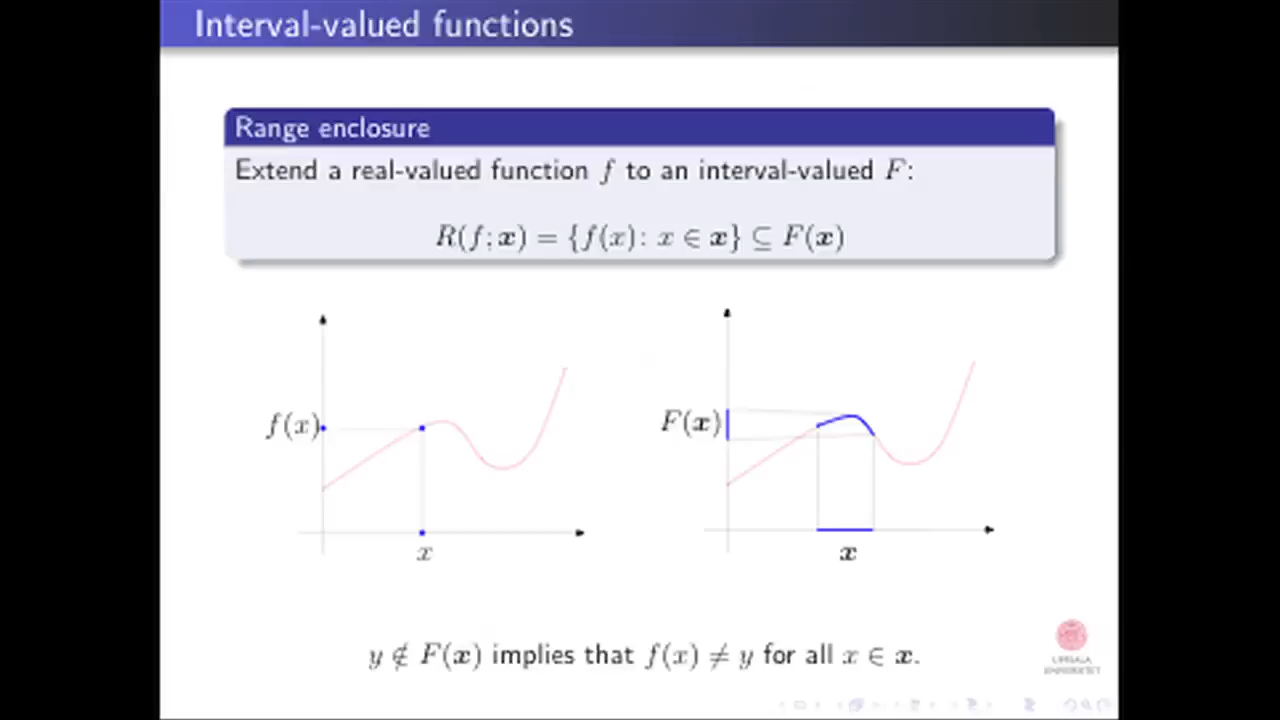 Interval-valued functions
Range enclosure
Extend a real-valued function f to an interval-valued F:
R(f; 𝒙) = {f(x): x ∈ 𝒙} ⊆ F(𝒙)
f(x)
x
F(𝒙)
𝒙
y ∉ F(𝒙) implies that f(x) ≠ y for all x ∈ 𝒙.
UPPSALA
UNIVERSITET